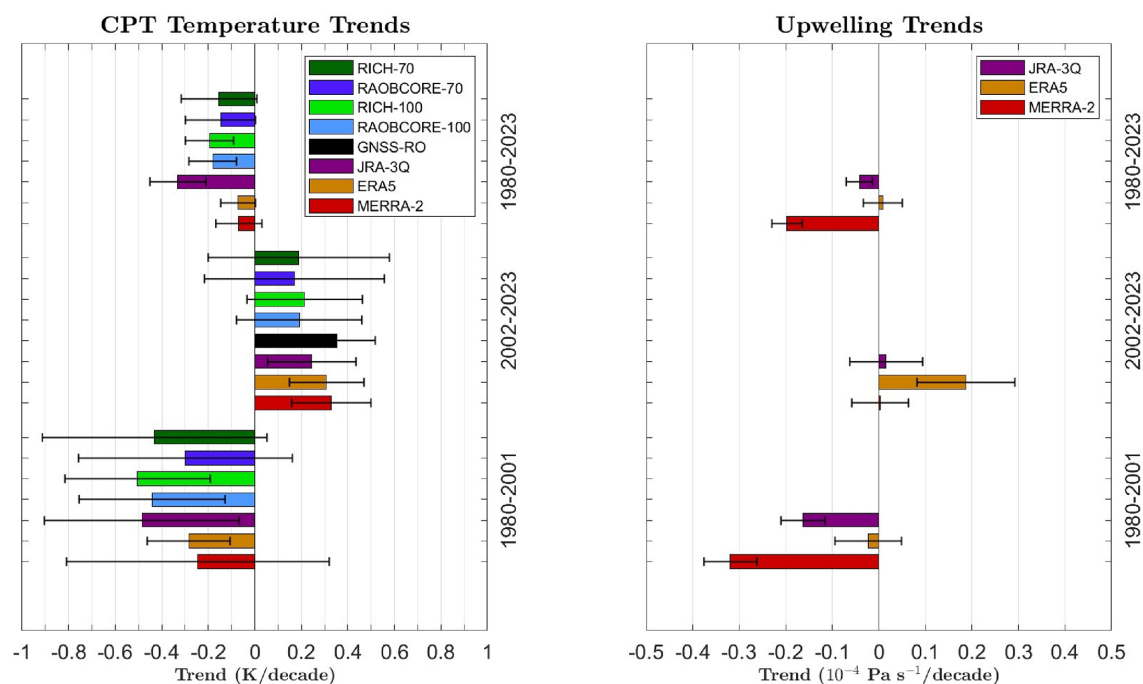 CPT Temperature Trends
RICH-70
RAOBCORE-70
RICH-100
RAOBCORE-100
GNSS-RO
JRA-3Q
ERA5
MERRA-2
1980-2023
2002-2023
1980-2001
-1 -0.8 -0.6 -0.4 -0.2 0 0.2 0.4 0.6 0.8 1
Trend (K/decade)
Upwelling Trends
JRA-3Q
ERA5
MERRA-2
1980-2023
2002-2023
1980-2001
-0.5 -0.4 -0.3 -0.2 -0.1 0 0.1 0.2 0.3 0.4 0.5
Trend (10⁻⁴ Pa s⁻¹/decade)